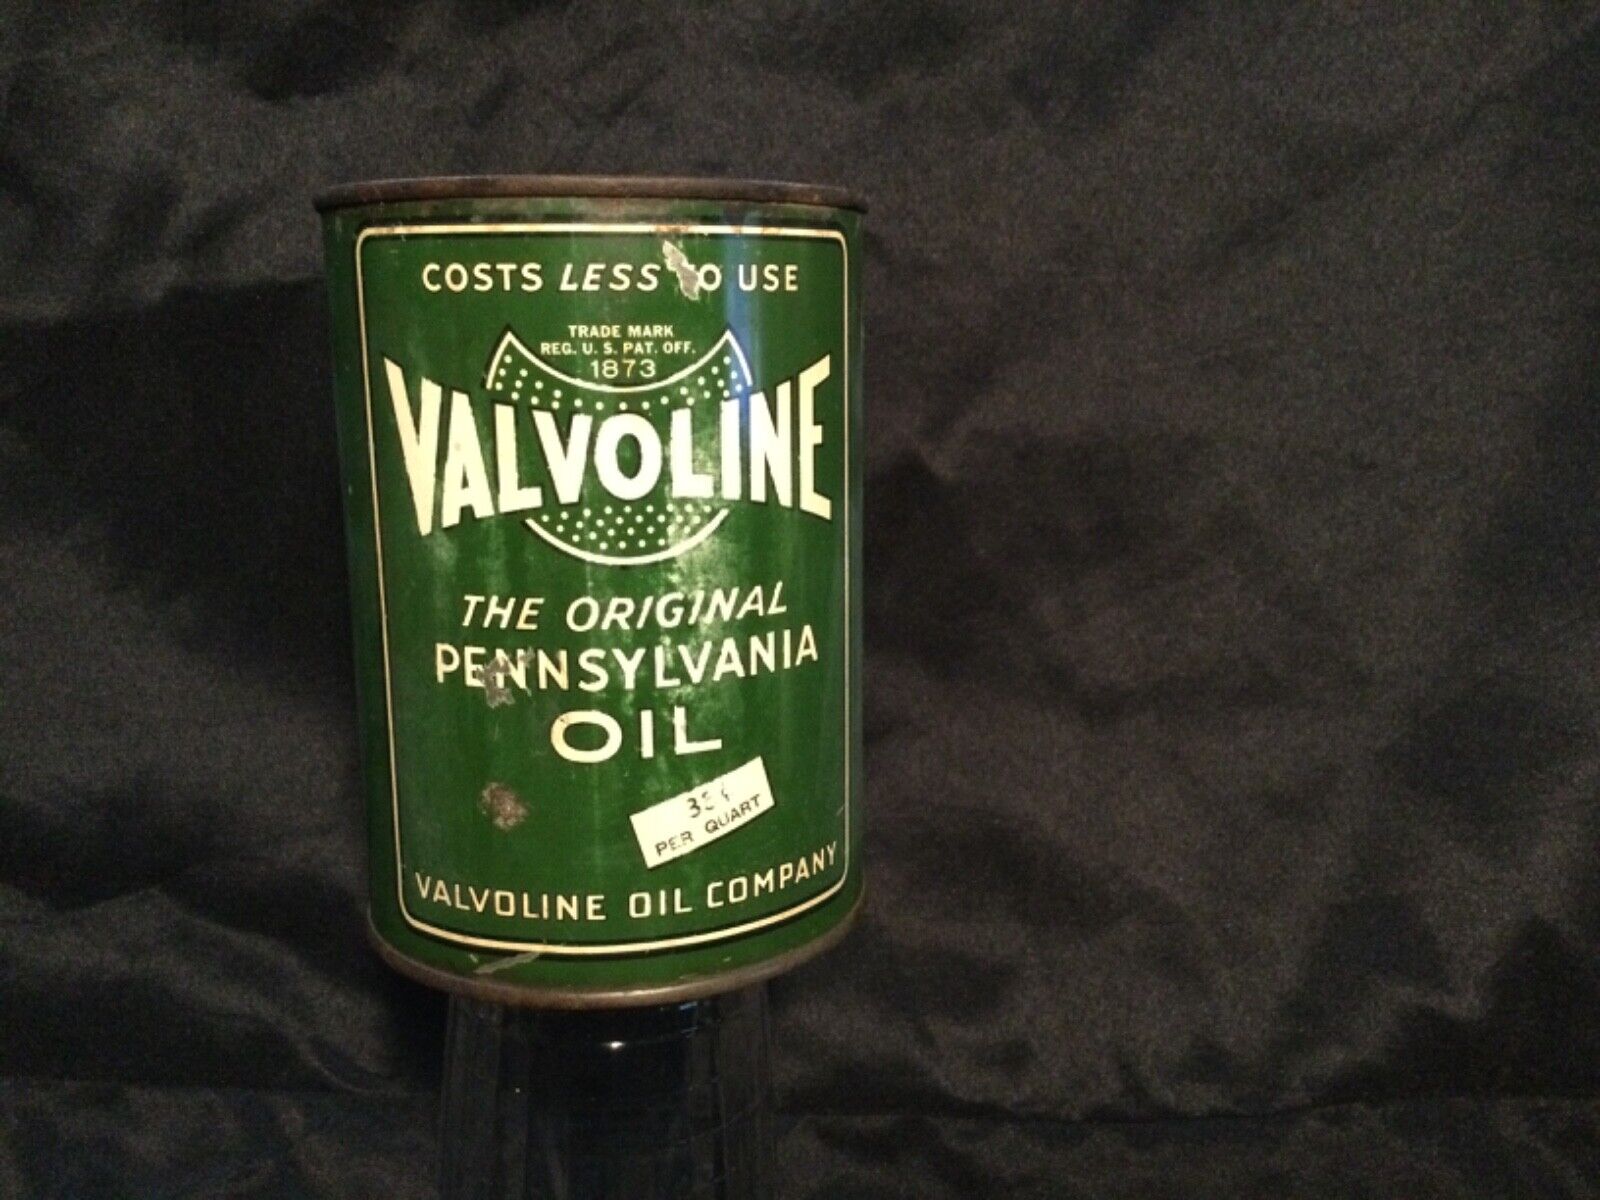 COSTS LESS TO USE
TRADE MARK
REG. U. S. PAT. OFF.
1873
VALVOLINE
THE ORIGINAL
PENNSYLVANIA
OIL
PER QUART
VALVOLINE OIL COMPANY